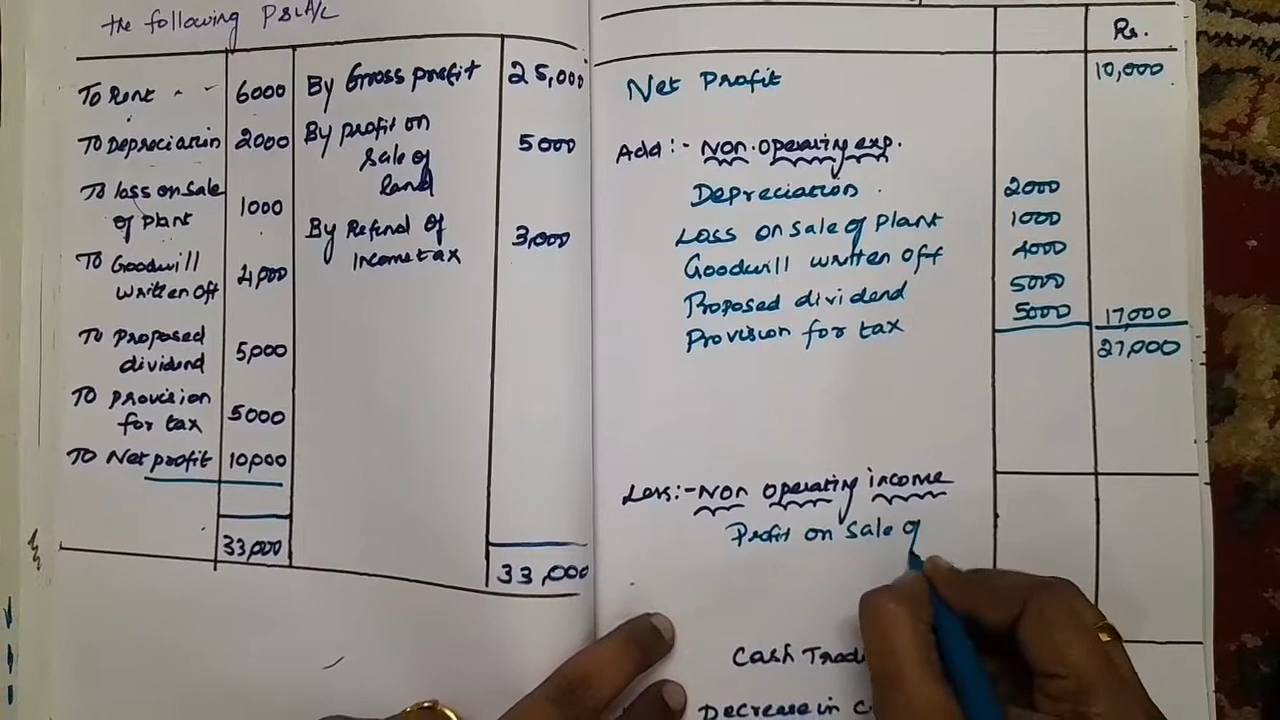 the following P&L A/c
To Rent 6000 By Gross profit 25,000
To Depreciation 2000 By profit on
sale of
land 5000
To loss on sale
of plant 1000
By Refund of
Income tax 3,000
To Goodwill
written off 4,000
To Proposed
dividend 5,000
To provision
for tax 5000
To Net profit 10,000
33,000 33,000
Rs.
Net Profit 10,000
Add:- Non operating exp.
Depreciation 2000
Loss on sale of plant 1000
Goodwill written off 4000
Proposed dividend 5000
Provision for tax 5000 17000
27,000
Less:- Non operating income
Profit on sale of
Cash Tradi
Decrease in c